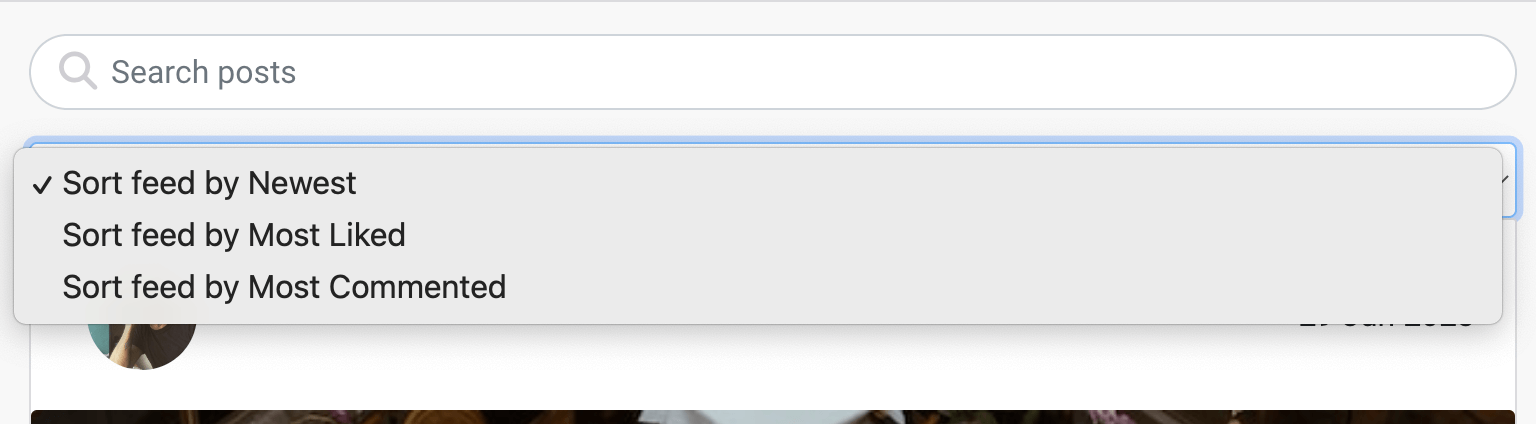 Search posts
Sort feed by Newest
Sort feed by Most Liked
Sort feed by Most Commented